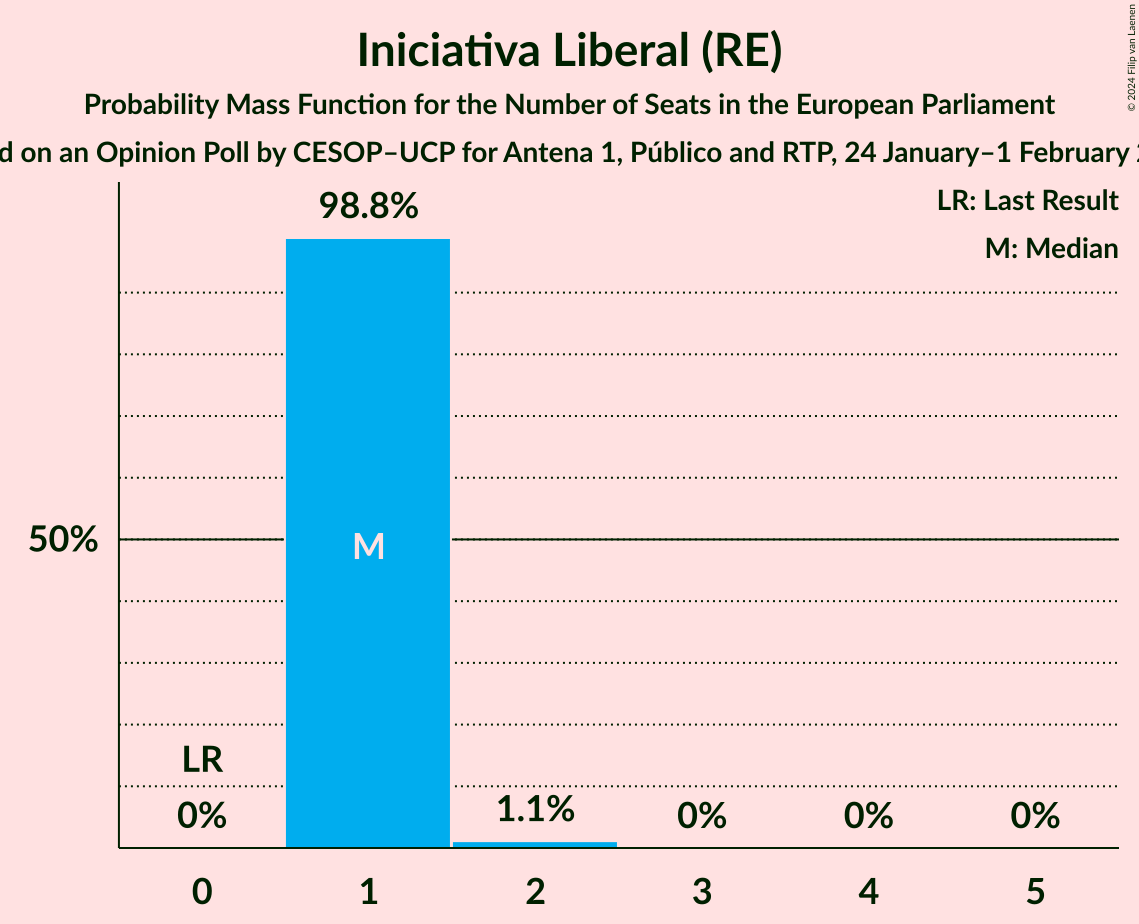 Iniciativa Liberal (RE)
Probability Mass Function for the Number of Seats in the European Parliament
on an Opinion Poll by CESOP–UCP for Antena 1, Público and RTP, 24 January–1 February
© 2024 Filip van Laenen
LR: Last Result
M: Median
98.8%
50%
M
LR
0%
1.1%
0%
0%
0%
0
1
2
3
4
5